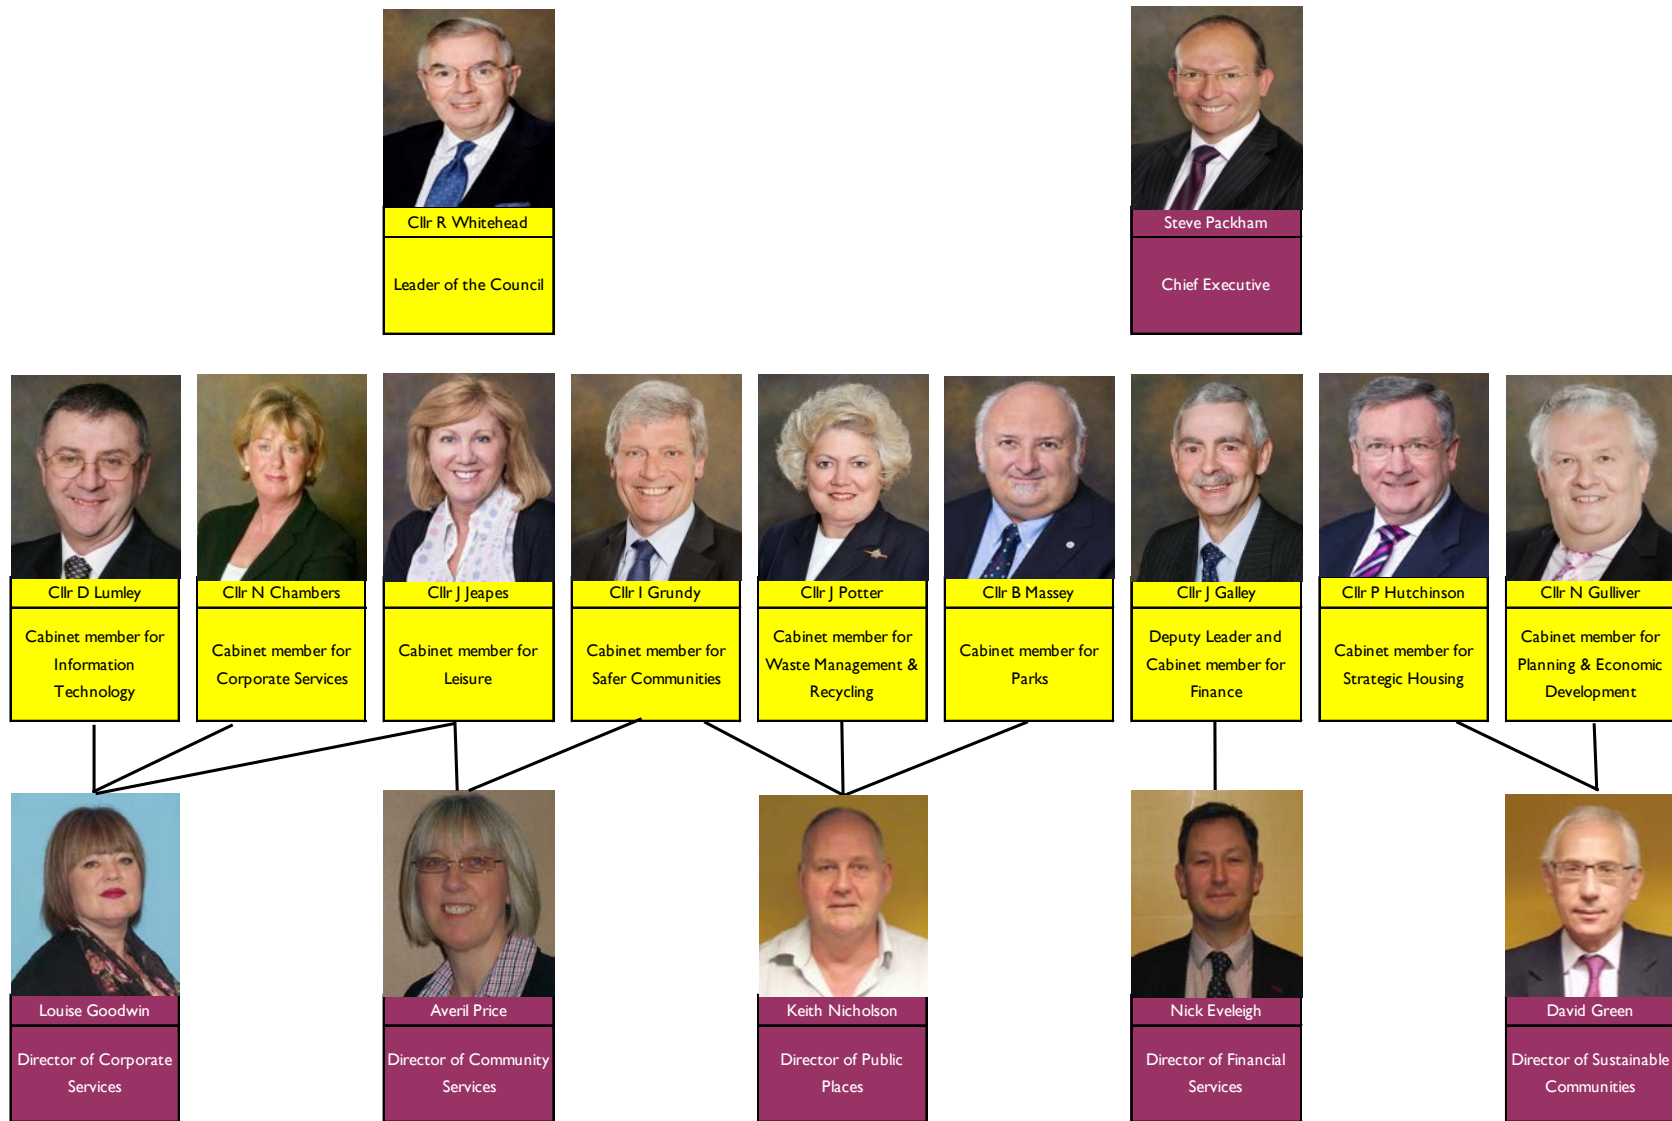 Cllr R Whitehead
Leader of the Council
Steve Packham
Chief Executive
Cllr D Lumley
Cabinet member for
Information
Technology
Cllr N Chambers
Cabinet member for
Corporate Services
Cllr J Jeapes
Cabinet member for
Leisure
Cllr I Grundy
Cabinet member for
Safer Communities
Cllr J Potter
Cabinet member for
Waste Management &
Recycling
Cllr B Massey
Cabinet member for
Parks
Cllr J Galley
Deputy Leader and
Cabinet member for
Finance
Cllr P Hutchinson
Cabinet member for
Strategic Housing
Cllr N Gulliver
Cabinet member for
Planning & Economic
Development
Louise Goodwin
Director of Corporate
Services
Averil Price
Director of Community
Services
Keith Nicholson
Director of Public
Places
Nick Eveleigh
Director of Financial
Services
David Green
Director of Sustainable
Communities